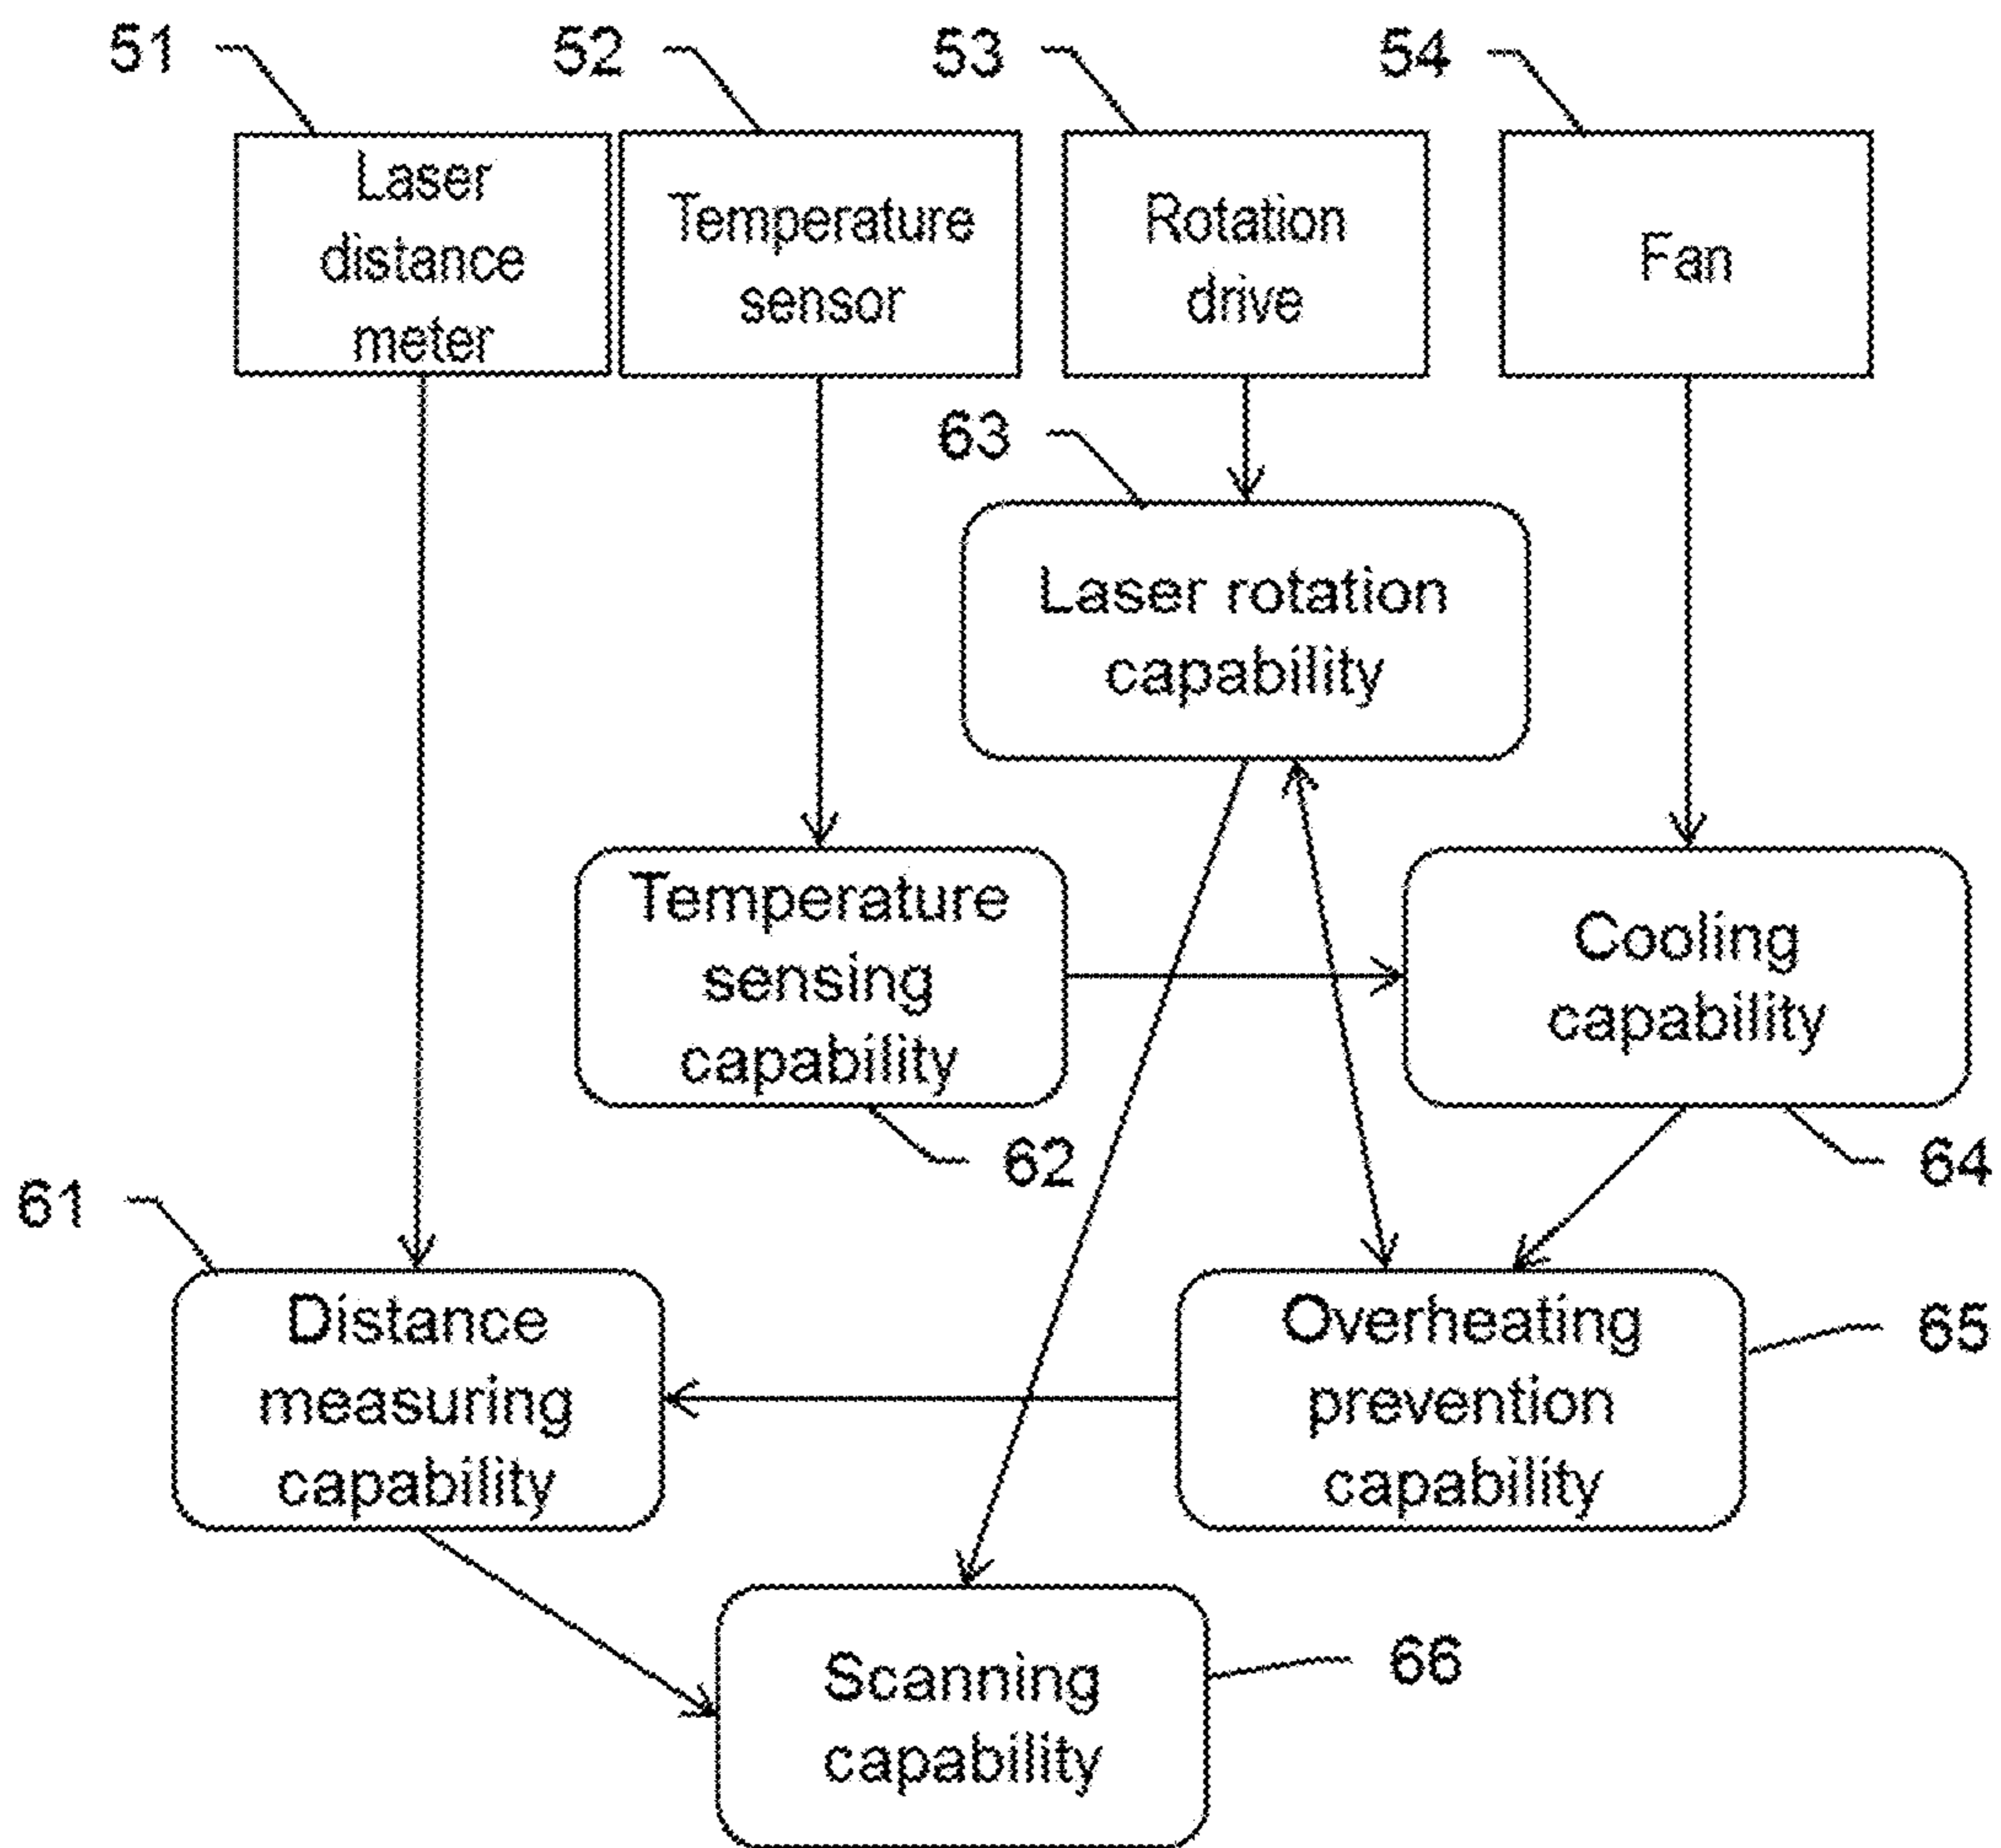 51
52
53
54
Laser
distance
meter
Temperature
sensor
Rotation
drive
Fan
63
Laser rotation
capability
Temperature
sensing
capability
Cooling
capability
62
64
61
Distance
measuring
capability
Overheating
prevention
capability
65
Scanning
capability
66